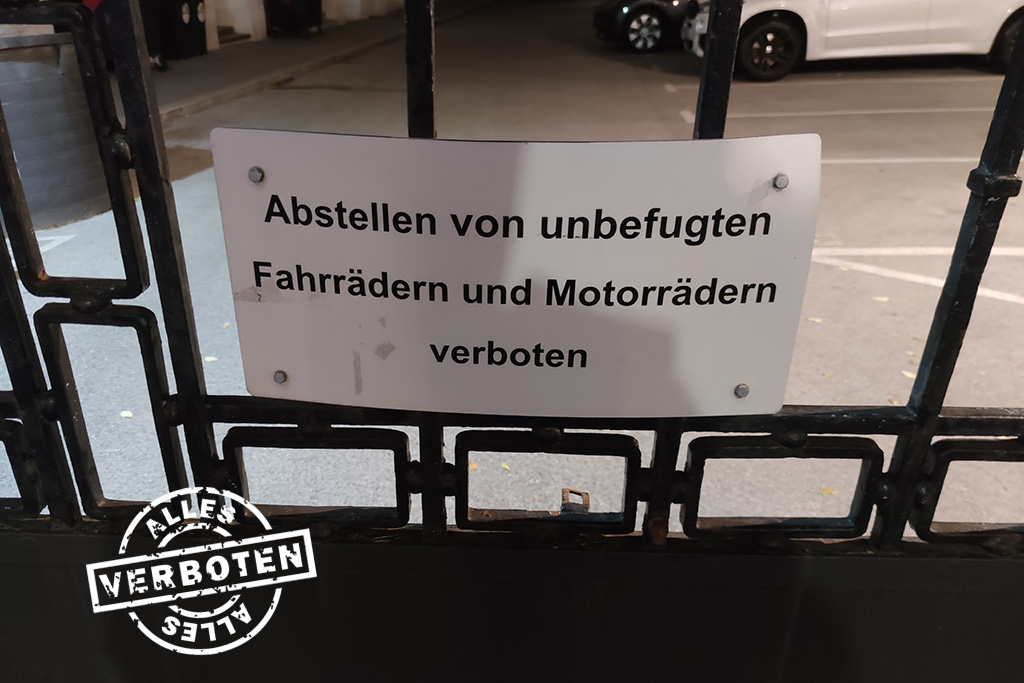 Abstellen von unbefugten
Fahrrädern und Motorrädern
verboten
ALLES
VERBOTEN
ALLES